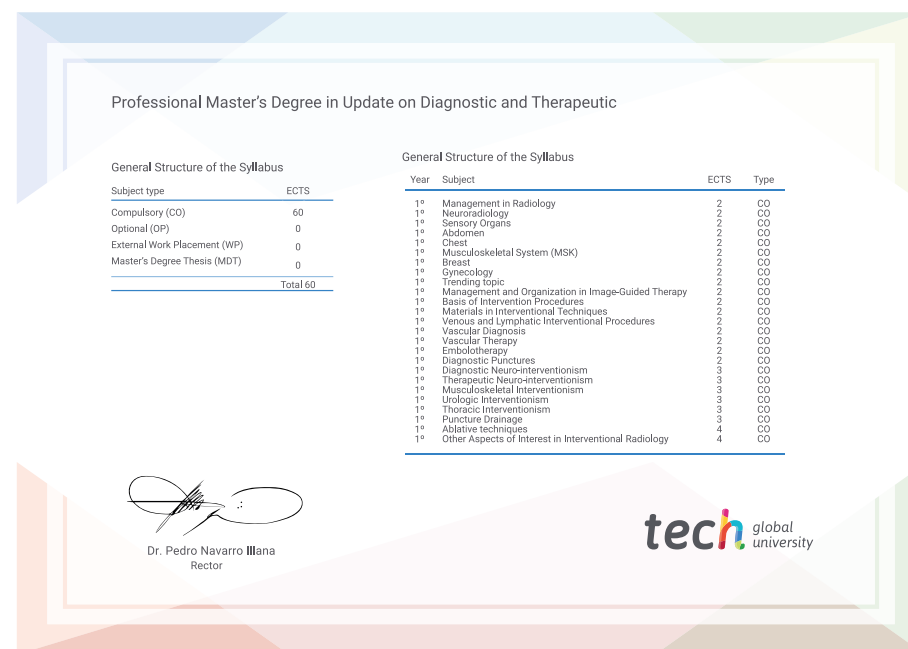 Professional Master's Degree in Update on Diagnostic and Therapeutic
General Structure of the Syllabus
Subject type ECTS
Compulsory (CO) 60
Optional (OP) 0
External Work Placement (WP) 0
Master's Degree Thesis (MDT) 0
Total 60
General Structure of the Syllabus
Year Subject ECTS Type
1º Management in Radiology 2 CO
1º Neuroradiology 2 CO
1º Sensory Organs 2 CO
1º Abdomen 2 CO
1º Chest 2 CO
1º Musculoskeletal System (MSK) 2 CO
1º Breast 2 CO
1º Gynecology 2 CO
1º Trending topic 2 CO
1º Management and Organization in Image-Guided Therapy 2 CO
1º Basis of Intervention Procedures 2 CO
1º Materials in Interventional Techniques 2 CO
1º Venous and Lymphatic Interventional Procedures 2 CO
1º Vascular Diagnosis 2 CO
1º Vascular Therapy 2 CO
1º Embolotherapy 2 CO
1º Diagnostic Punctures 2 CO
1º Diagnostic Neuro-interventionism 3 CO
1º Therapeutic Neuro-interventionism 3 CO
1º Musculoskeletal Interventionism 3 CO
1º Urologic Interventionism 3 CO
1º Thoracic Interventionism 3 CO
1º Puncture Drainage 3 CO
1º Ablative techniques 4 CO
1º Other Aspects of Interest in Interventional Radiology 4 CO
Dr. Pedro Navarro Illana
Rector
tech global
university